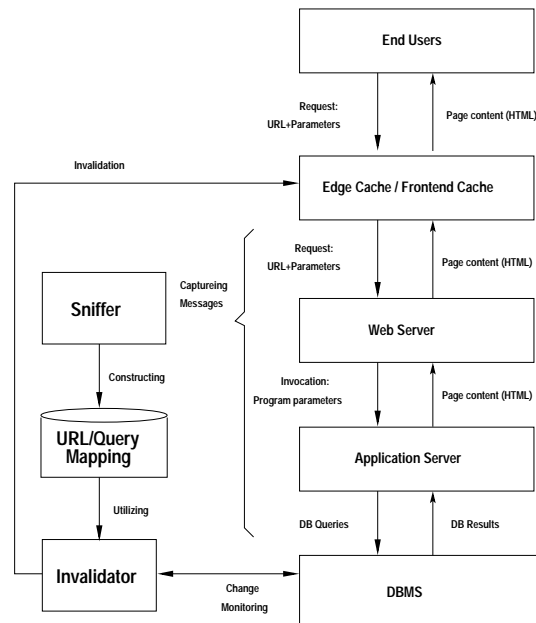 End Users
Request:
URL+Parameters
Page content (HTML)
Invalidation
Edge Cache / Frontend Cache
Request:
URL+Parameters
Page content (HTML)
Captureing
Messages
Sniffer
Web Server
Constructing
Invocation:
Program parameters
Page content (HTML)
URL/Query
Mapping
Application Server
Utilizing
DB Queries
DB Results
Invalidator
Change
Monitoring
DBMS